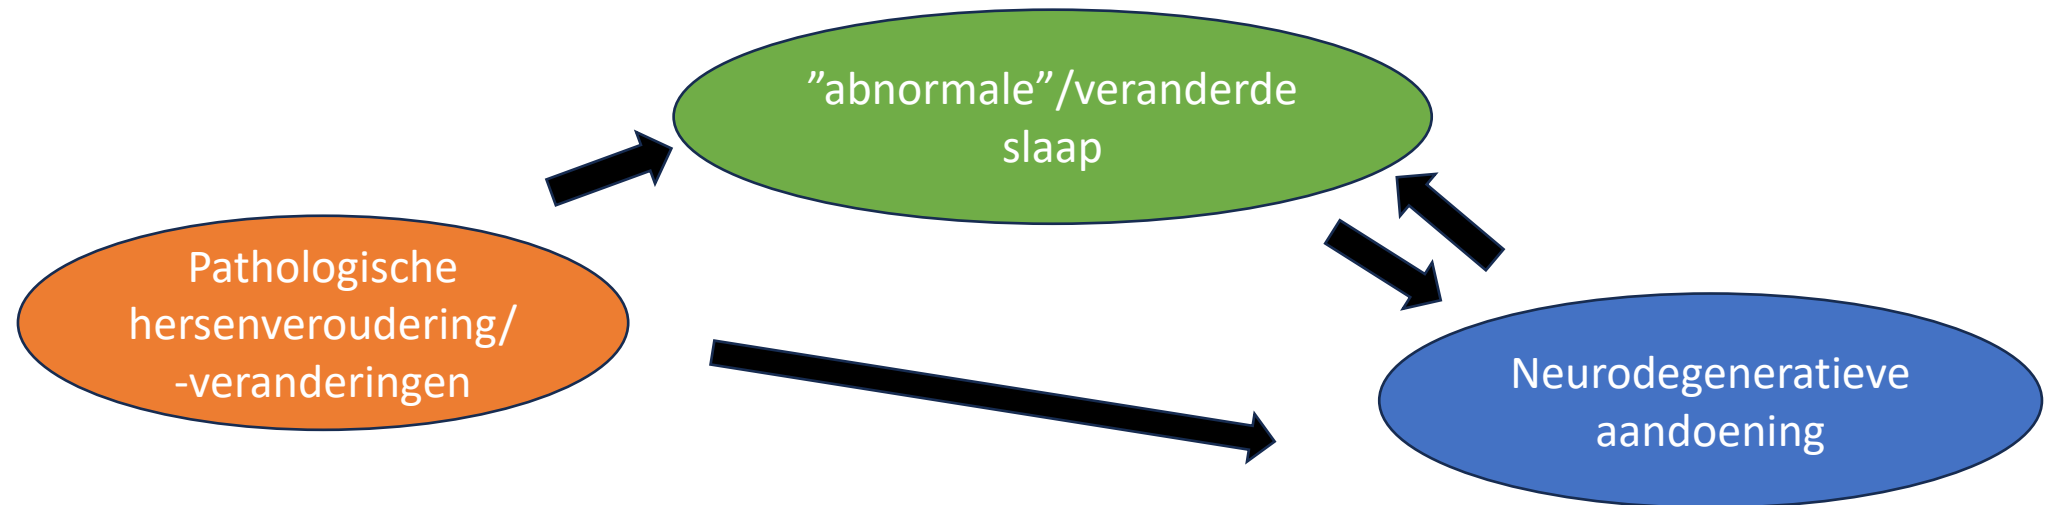 ”abnormale”/veranderde
slaap
Pathologische
hersenveroudering/
-veranderingen
Neurodegeneratieve
aandoening